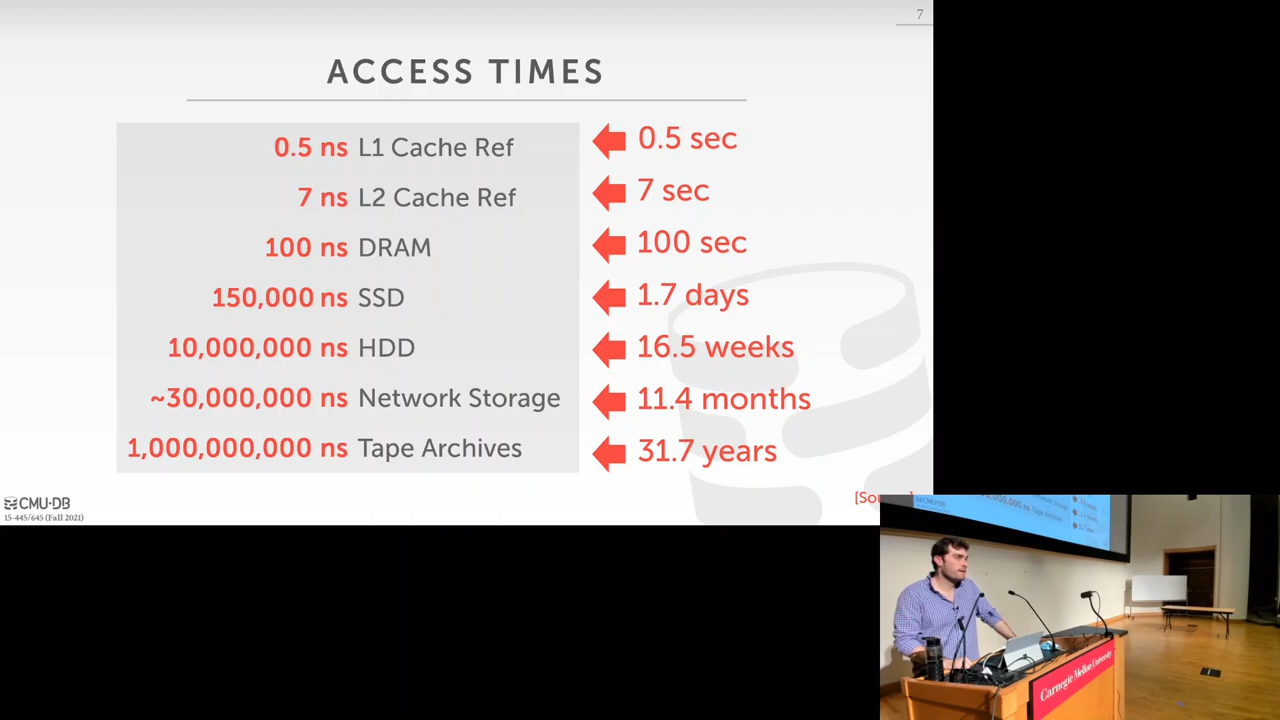 7
ACCESS TIMES
0.5 ns L1 Cache Ref 0.5 sec
7 ns L2 Cache Ref 7 sec
100 ns DRAM 100 sec
150,000 ns SSD 1.7 days
10,000,000 ns HDD 16.5 weeks
~30,000,000 ns Network Storage 11.4 months
1,000,000,000 ns Tape Archives 31.7 years
CMU·DB
15-445/645 (Fall 2021)
Tape Archives
Carnegie Mellon University